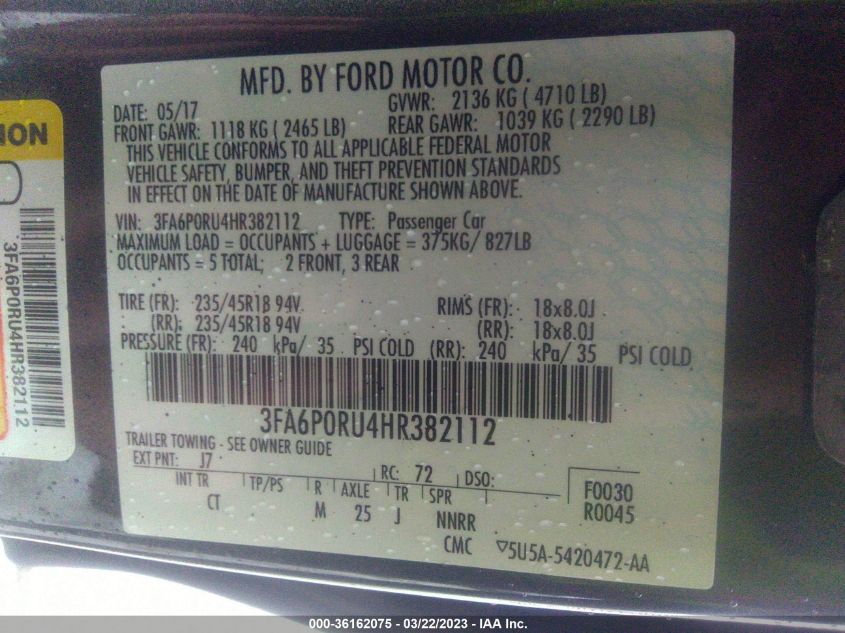 MFD. BY FORD MOTOR CO.
DATE: 05/17
GVWR: 2136 KG ( 4710 LB)
FRONT GAWR: 1118 KG ( 2465 LB)
REAR GAWR: 1039 KG ( 2290 LB)
THIS VEHICLE CONFORMS TO ALL APPLICABLE FEDERAL MOTOR
VEHICLE SAFETY, BUMPER, AND THEFT PREVENTION STANDARDS
IN EFFECT ON THE DATE OF MANUFACTURE SHOWN ABOVE.
VIN: 3FA6P0RU4HR382112 TYPE: Passenger Car
MAXIMUM LOAD = OCCUPANTS + LUGGAGE = 375KG/ 827LB
OCCUPANTS = 5 TOTAL; 2 FRONT, 3 REAR
TIRE (FR): 235/45R18 94V RIMS (FR): 18x8.0J
(RR): 235/45R18 94V (RR): 18x8.0J
PRESSURE (FR): 240 kPa/ 35 PSI COLD (RR): 240 kPa/ 35 PSI COLD
3FA6P0RU4HR382112
TRAILER TOWING - SEE OWNER GUIDE
EXT PNT: J7 RC: 72 DSO:
INT TR TP/PS R AXLE TR SPR
CT M 25 J NNRR
F0030
R0045
CMC ▽5U5A-5420472-AA
NION
3FA6P0RU4HR382112
000-36162075 - 03/22/2023 - IAA Inc.